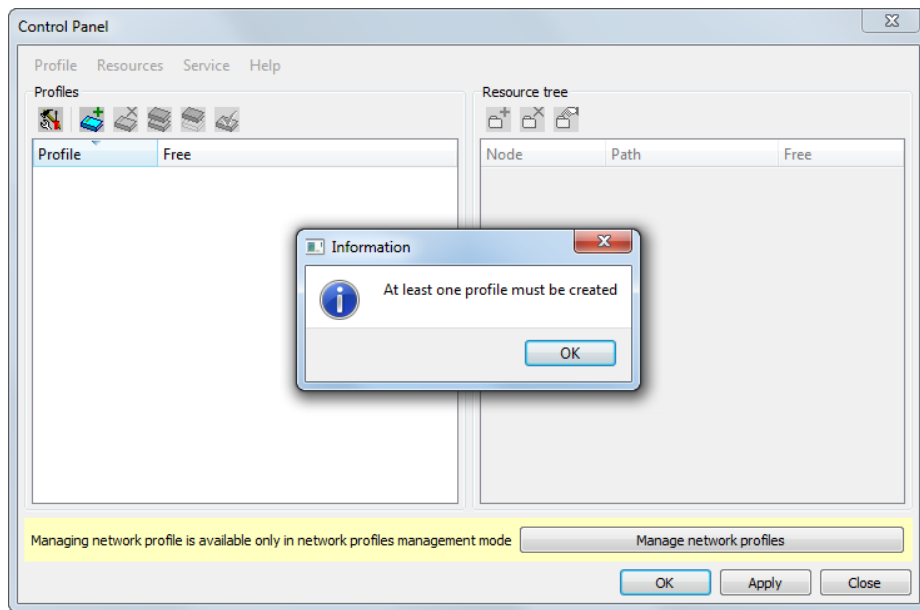 Control Panel
Profile Resources Service Help
Profiles
Resource tree
Profile Free
Node Path Free
Information
At least one profile must be created
OK
Managing network profile is available only in network profiles management mode
Manage network profiles
OK Apply Close